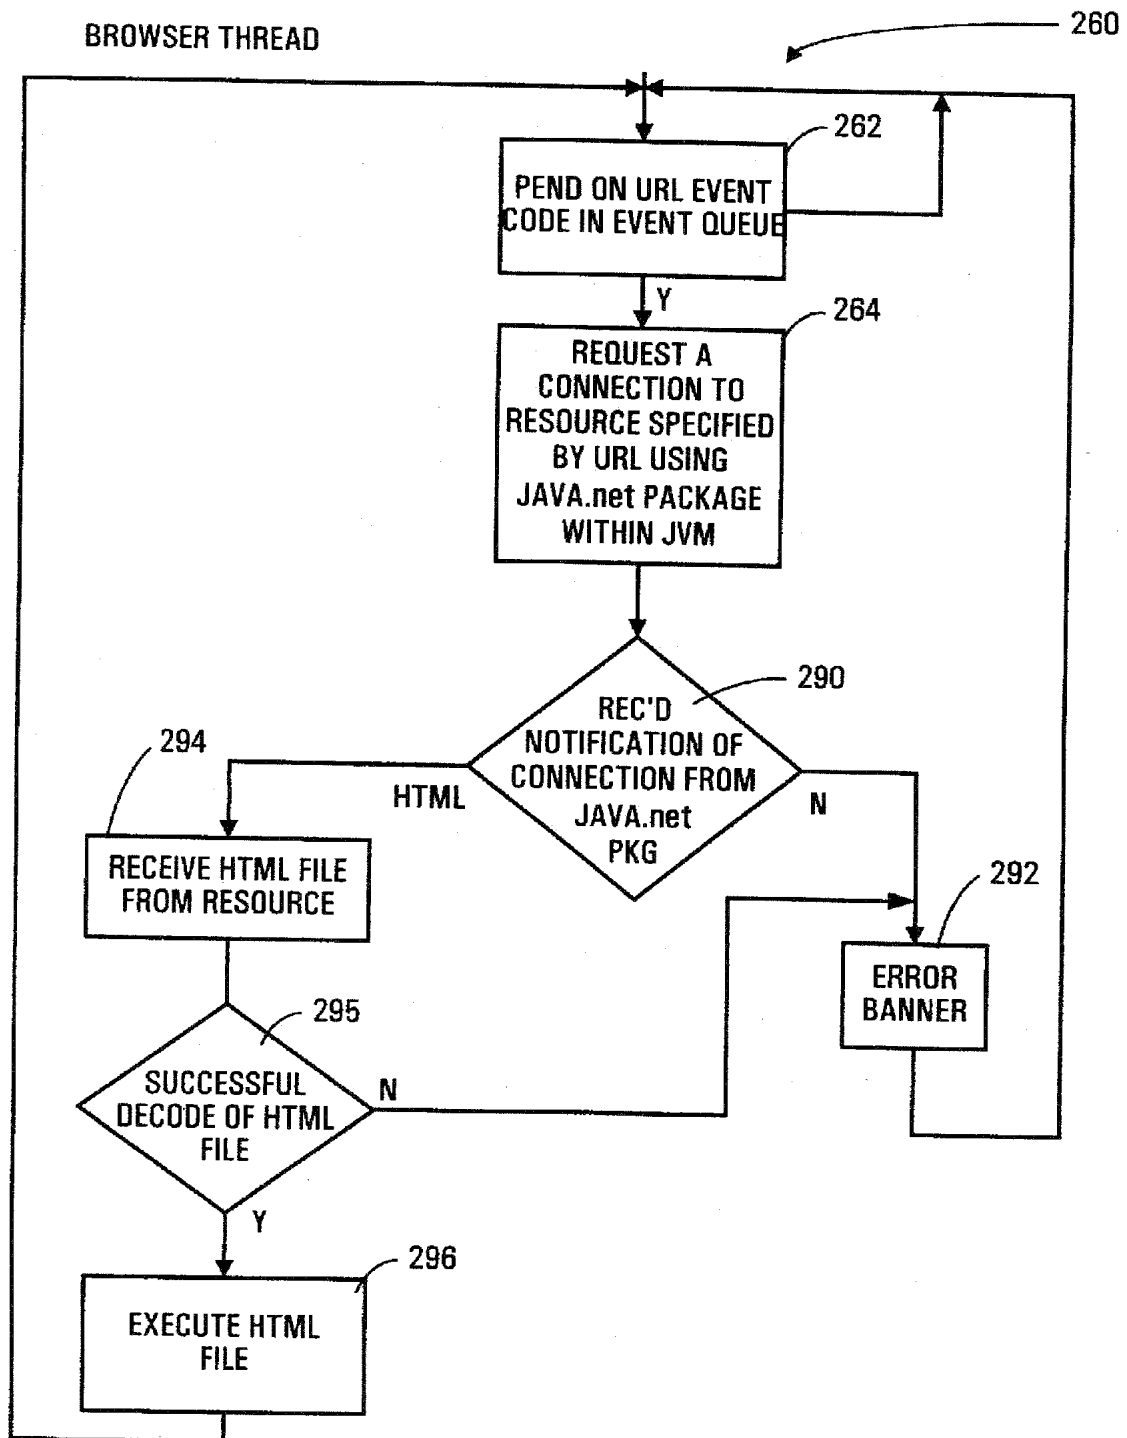 BROWSER THREAD
260
262
PEND ON URL EVENT
CODE IN EVENT QUEUE
Y
264
REQUEST A
CONNECTION TO
RESOURCE SPECIFIED
BY URL USING
JAVA.net PACKAGE
WITHIN JVM
290
REC'D
NOTIFICATION OF
CONNECTION FROM
JAVA.net
PKG
HTML
N
294
RECEIVE HTML FILE
FROM RESOURCE
292
ERROR
BANNER
295
SUCCESSFUL
DECODE OF HTML
FILE
N
Y
296
EXECUTE HTML
FILE